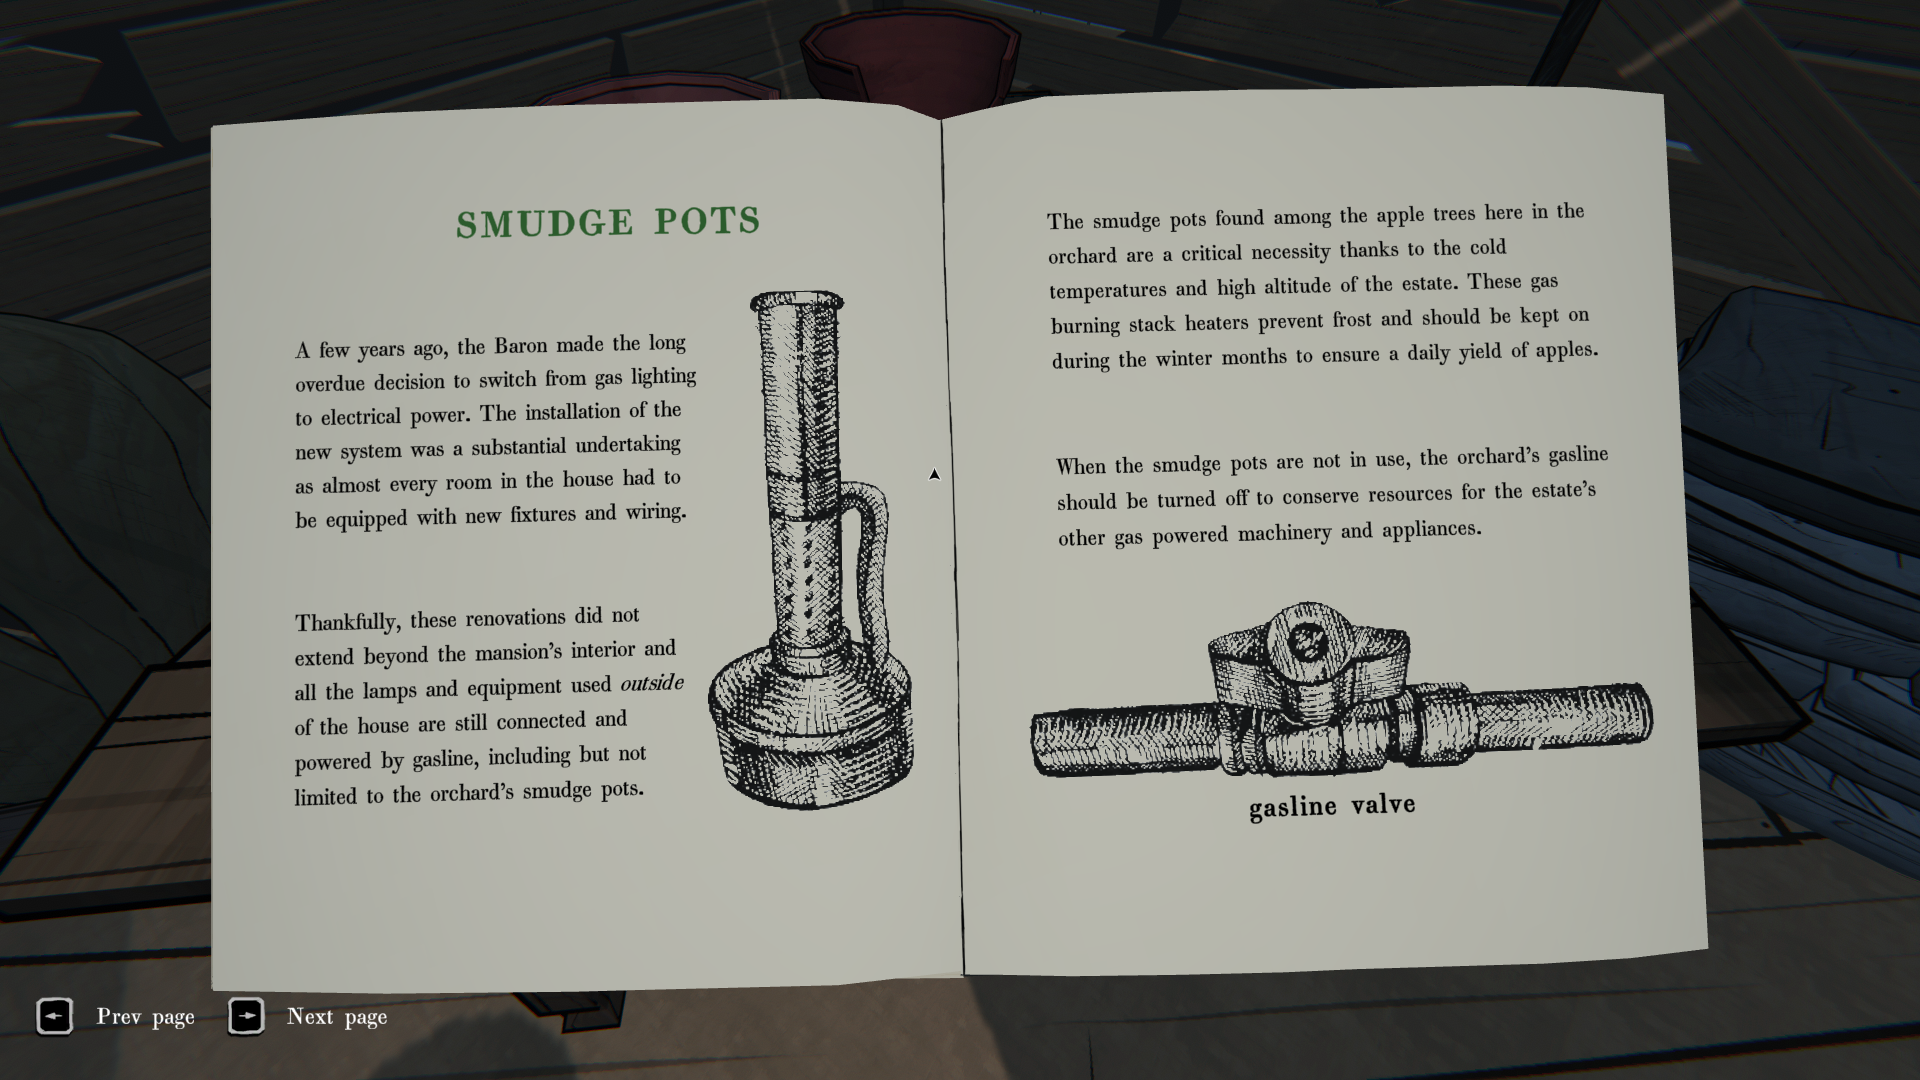 SMUDGE POTS
A few years ago, the Baron made the long
overdue decision to switch from gas lighting
to electrical power. The installation of the
new system was a substantial undertaking
as almost every room in the house had to
be equipped with new fixtures and wiring.
Thankfully, these renovations did not
extend beyond the mansion's interior and
all the lamps and equipment used outside
of the house are still connected and
powered by gasline, including but not
limited to the orchard's smudge pots.
The smudge pots found among the apple trees here in the
orchard are a critical necessity thanks to the cold
temperatures and high altitude of the estate. These gas
burning stack heaters prevent frost and should be kept on
during the winter months to ensure a daily yield of apples.
When the smudge pots are not in use, the orchard's gasline
should be turned off to conserve resources for the estate's
other gas powered machinery and appliances.
gasline valve
Prev page
Next page